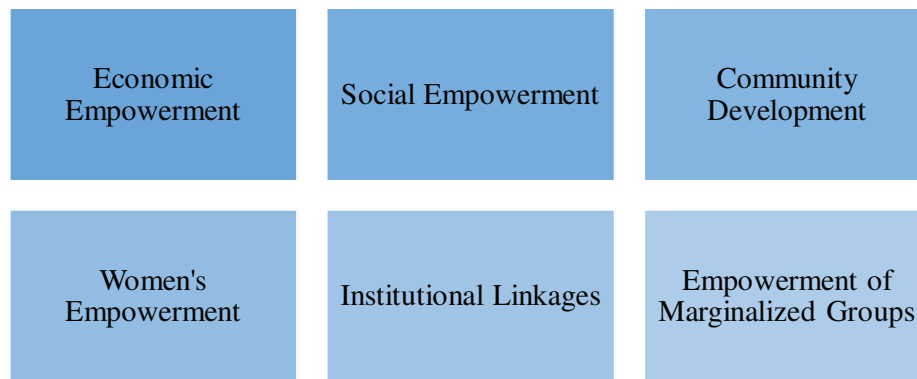 Economic
Empowerment
Social Empowerment
Community
Development
Women's
Empowerment
Institutional Linkages
Empowerment of
Marginalized Groups